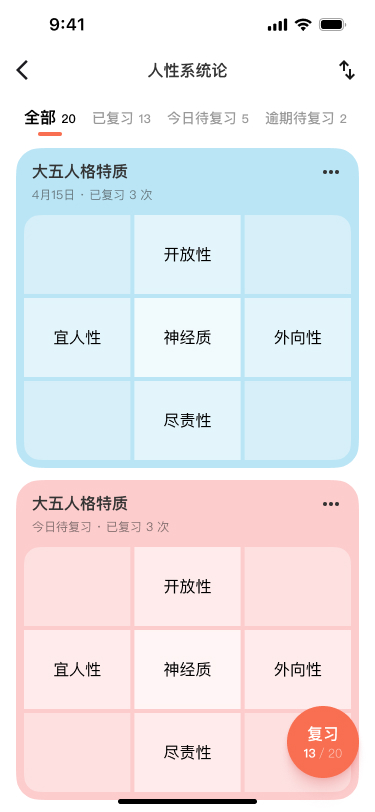 9:41
人性系统论
全部 20 已复习 13 今日待复习 5 逾期待复习 2
大五人格特质
4月15日 · 已复习 3 次
开放性
宜人性 神经质 外向性
尽责性
大五人格特质
今日待复习 · 已复习 3 次
开放性
宜人性 神经质 外向性
尽责性
复习
13 / 20